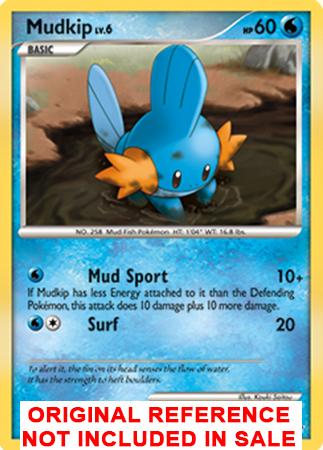 Mudkip LV.6 HP 60
BASIC
NO. 258 Mud Fish Pokémon HT: 1'04" WT: 16.8 lbs.
Mud Sport 10+
If Mudkip has less Energy attached to it than the Defending
Pokémon, this attack does 10 damage plus 10 more damage.
Surf 20
To alert it, the fin on its head senses the flow of water.
It has the strength to heft boulders.
Illus. Kouki Saitou
ORIGINAL REFERENCE
NOT INCLUDED IN SALE